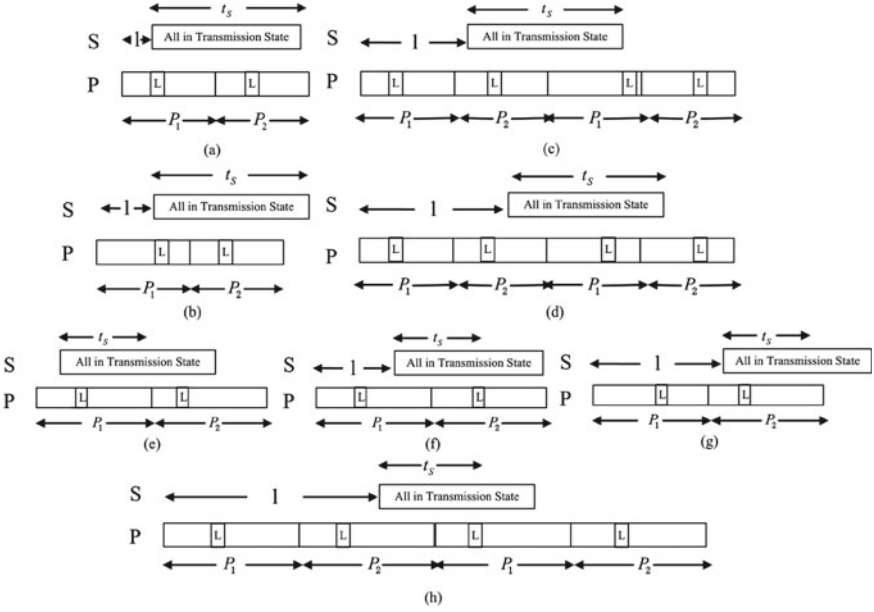 t_S
t_S
S l All in Transmission State
S l All in Transmission State
P L L
P L L L L
P_1 P_2
P_1 P_2 P_1 P_2
(a)
(c)
t_S
t_S
S l All in Transmission State
S l All in Transmission State
P L L
P L L L L
P_1 P_2
P_1 P_2 P_1 P_2
(b)
(d)
t_S
t_S
t_S
S All in Transmission State
S l All in Transmission State
S l All in Transmission State
P L L
P L L
P L L
P_1 P_2
P_1 P_2
P_1 P_2
(e)
(f)
(g)
t_S
S l All in Transmission State
P L L L L
P_1 P_2 P_1 P_2
(h)